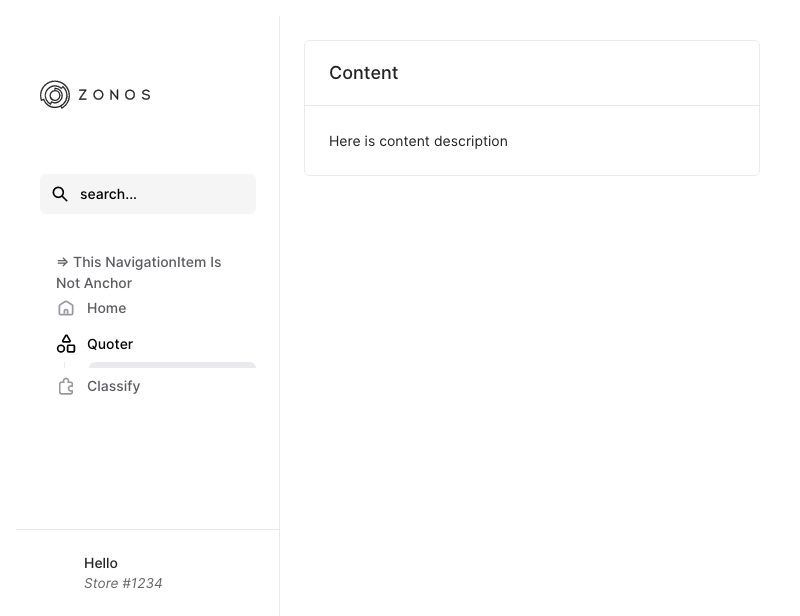 ZONOS
search...
⇒ This NavigationItem Is
Not Anchor
Home
Quoter
Classify
Hello
Store #1234
Content
Here is content description